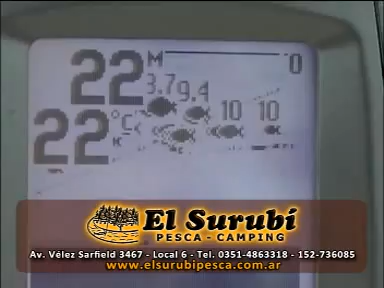 22 M 0
3.7 9.4
22 °C 10 10
El Surubí
PESCA - CAMPING
Av. Vélez Sarfield 3467 - Local 6 - Tel. 0351-4863318 - 152-736085
www.elsurubipesca.com.ar